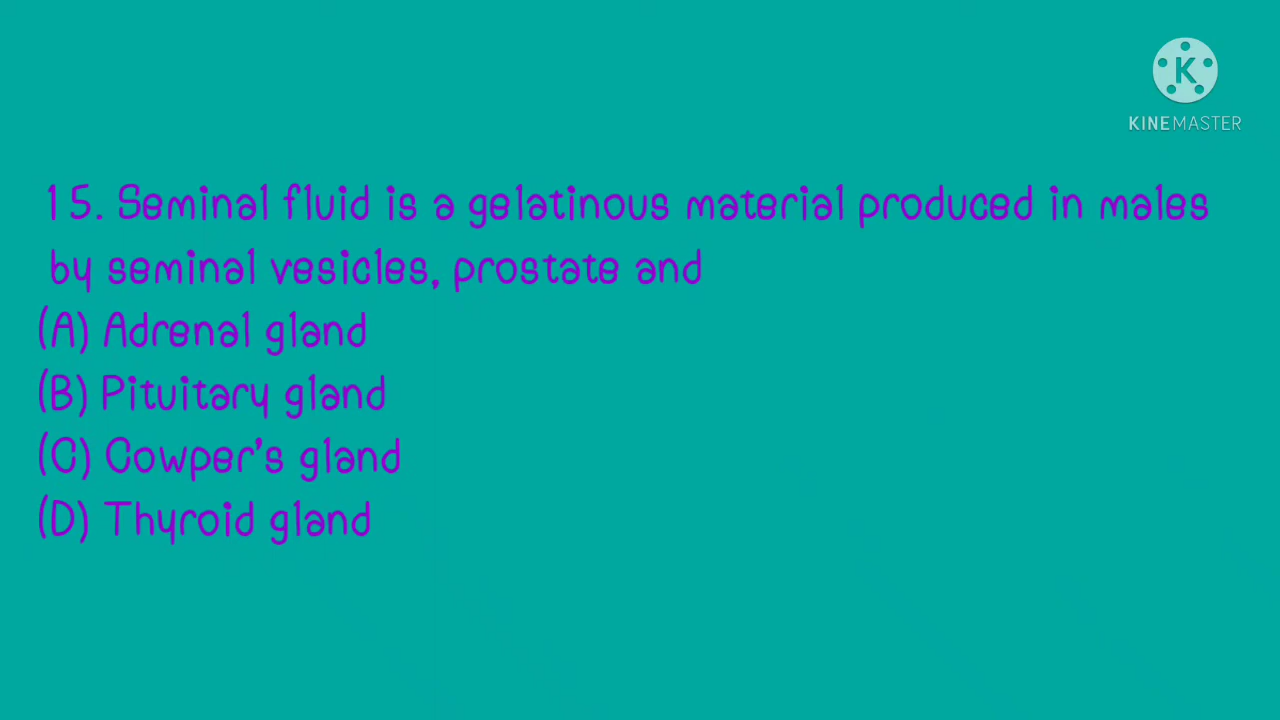 KINEMASTER
15. Seminal fluid is a gelatinous material produced in males
by seminal vesicles, prostate and
(A) Adrenal gland
(B) Pituitary gland
(C) Cowper's gland
(D) Thyroid gland